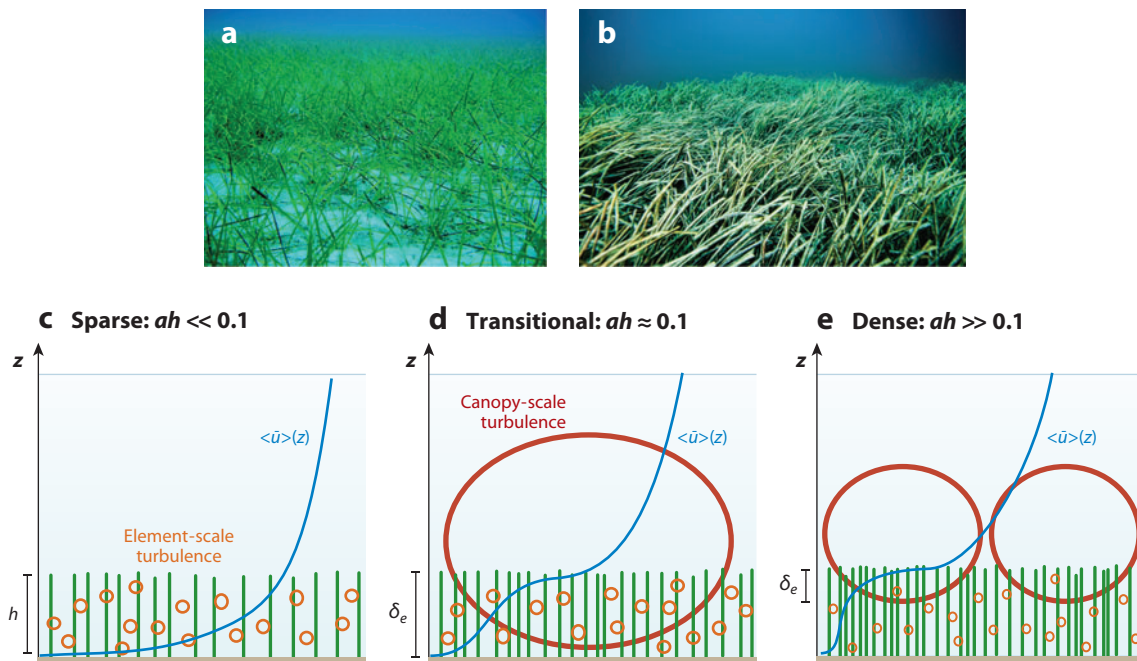 a
b
c Sparse: ah << 0.1
d Transitional: ah ≈ 0.1
e Dense: ah >> 0.1
z
z
z
Canopy-scale
turbulence
<ū>(z)
<ū>(z)
<ū>(z)
Element-scale
turbulence
h
δe
δe